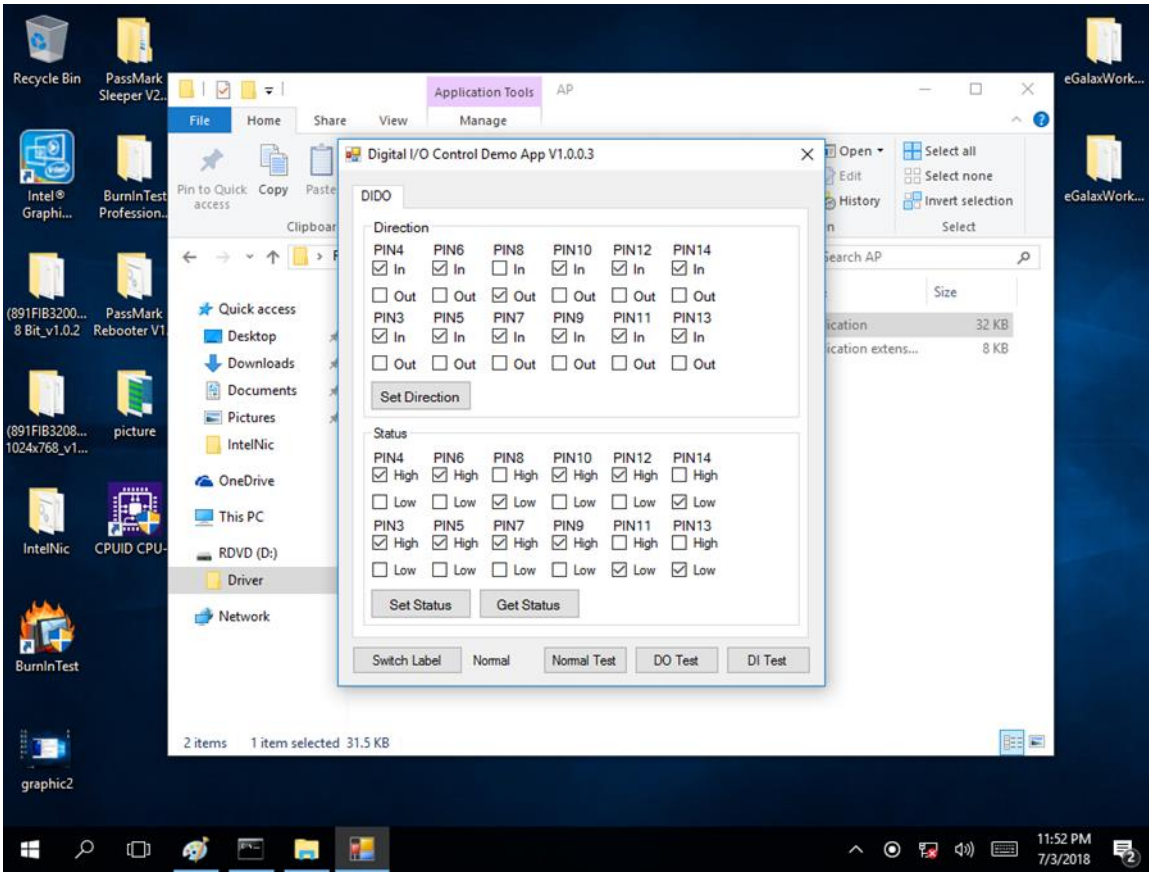 Recycle Bin
PassMark
Sleeper V2..
eGalaxWork...
Application Tools
AP
File
Home
Share
View
Manage
Intel®
Graphi...
BurnInTest
Profession..
eGalaxWork...
Pin to Quick
access
Copy
Paste
Clipboar
Open
Edit
History
Select all
Select none
Invert selection
Select
Digital I/O Control Demo App V1.0.0.3
DIDO
Direction
PIN4 PIN6 PIN8 PIN10 PIN12 PIN14
In In In In In In
Out Out Out Out Out Out
PIN3 PIN5 PIN7 PIN9 PIN11 PIN13
In In In In In In
Out Out Out Out Out Out
Set Direction
Status
PIN4 PIN6 PIN8 PIN10 PIN12 PIN14
High High High High High High
Low Low Low Low Low Low
PIN3 PIN5 PIN7 PIN9 PIN11 PIN13
High High High High High High
Low Low Low Low Low Low
Set Status Get Status
Switch Label Normal Normal Test DO Test DI Test
Search AP
Size
ication 32 KB
ication extens... 8 KB
(891FIB3200...
8 Bit_v1.0.2
PassMark
Rebooter V1
(891FIB3208...
1024x768_v1...
picture
IntelNic
CPUID CPU-
BurnInTest
graphic2
Quick access
Desktop
Downloads
Documents
Pictures
IntelNic
OneDrive
This PC
RDVD (D:)
Driver
Network
2 items 1 item selected 31.5 KB
11:52 PM
7/3/2018
2